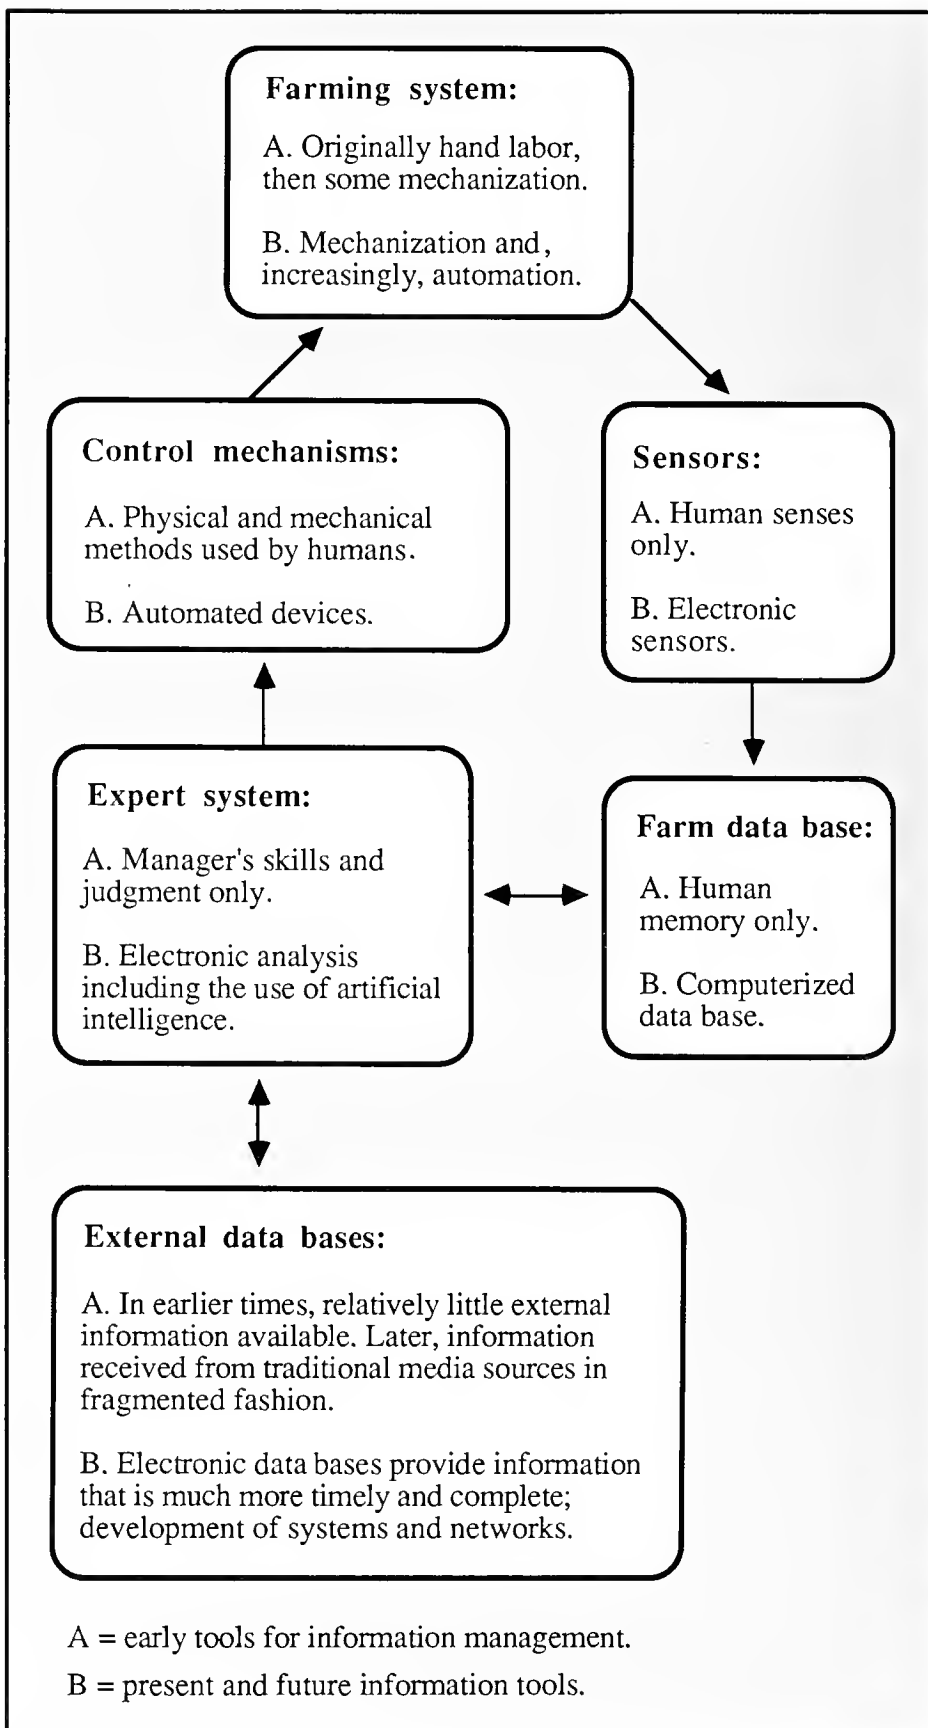 Farming system:
A. Originally hand labor,
then some mechanization.
B. Mechanization and,
increasingly, automation.
Control mechanisms:
A. Physical and mechanical
methods used by humans.
B. Automated devices.
Sensors:
A. Human senses
only.
B. Electronic
sensors.
Expert system:
A. Manager's skills and
judgment only.
B. Electronic analysis
including the use of artificial
intelligence.
Farm data base:
A. Human
memory only.
B. Computerized
data base.
External data bases:
A. In earlier times, relatively little external
information available. Later, information
received from traditional media sources in
fragmented fashion.
B. Electronic data bases provide information
that is much more timely and complete;
development of systems and networks.
A = early tools for information management.
B = present and future information tools.